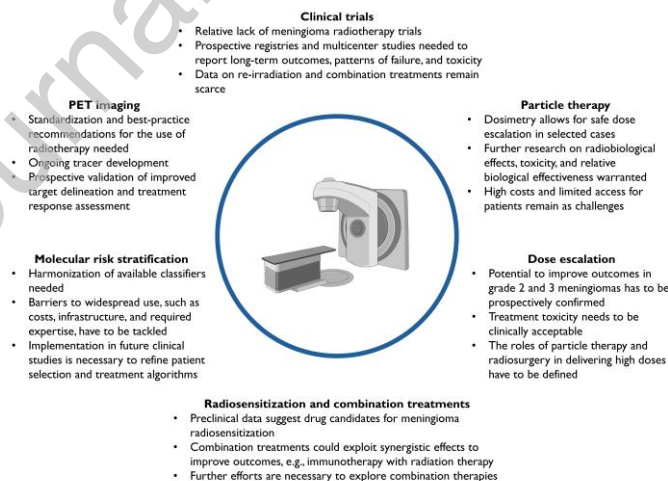 Clinical trials
• Relative lack of meningioma radiotherapy trials
• Prospective registries and multicenter studies needed to
report long-term outcomes, patterns of failure, and toxicity
• Data on re-irradiation and combination treatments remain
scarce
PET imaging
• Standardization and best-practice
recommendations for the use of
radiotherapy needed
• Ongoing tracer development
• Prospective validation of improved
target delineation and treatment
response assessment
Particle therapy
• Dosimetry allows for safe dose
escalation in selected cases
• Further research on radiobiological
effects, toxicity, and relative
biological effectiveness warranted
• High costs and limited access for
patients remain as challenges
Molecular risk stratification
• Harmonization of available classifiers
needed
• Barriers to widespread use, such as
costs, infrastructure, and required
expertise, have to be tackled
• Implementation in future clinical
studies is necessary to refine patient
selection and treatment algorithms
Dose escalation
• Potential to improve outcomes in
grade 2 and 3 meningiomas has to be
prospectively confirmed
• Treatment toxicity needs to be
clinically acceptable
• The roles of particle therapy and
radiosurgery in delivering high doses
have to be defined
Radiosensitization and combination treatments
• Preclinical data suggest drug candidates for meningioma
radiosensitization
• Combination treatments could exploit synergistic effects to
improve outcomes, e.g., immunotherapy with radiation therapy
• Further efforts are necessary to explore combination therapies